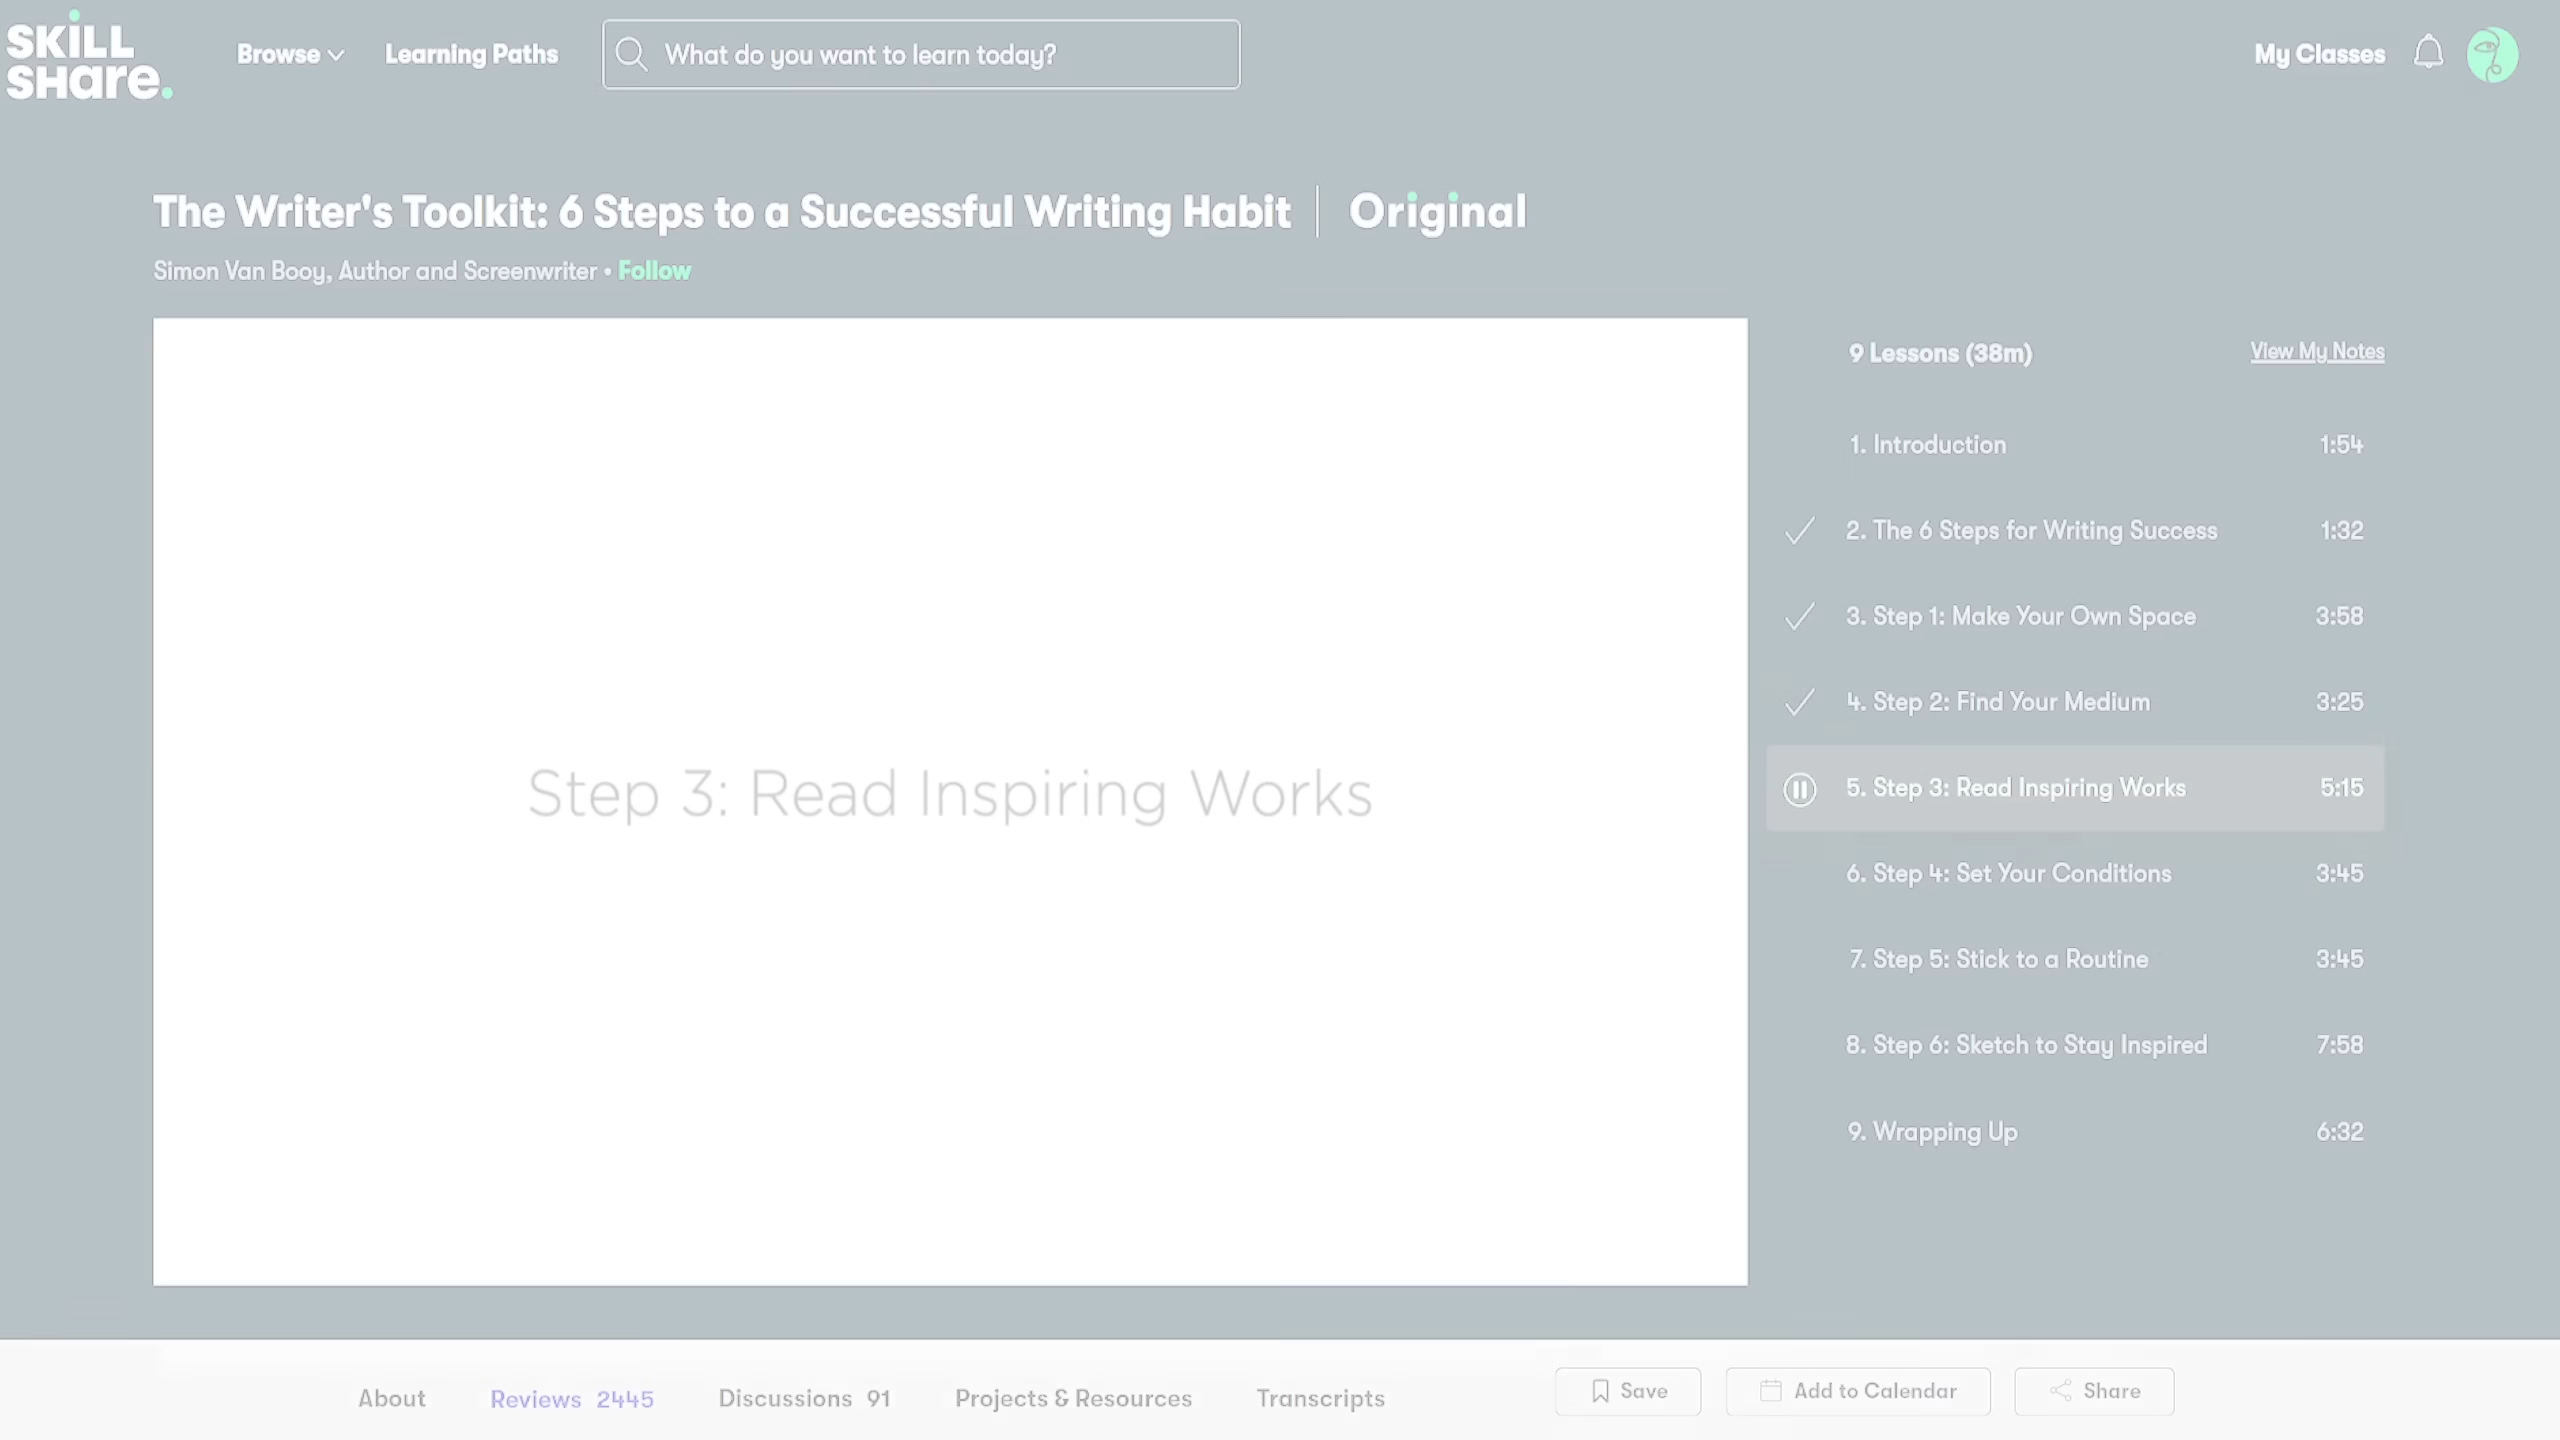 SKiLL
SHare.
Browse
Learning Paths
What do you want to learn today?
My Classes
The Writer's Toolkit: 6 Steps to a Successful Writing Habit
Original
Simon Van Booy, Author and Screenwriter • Follow
9 Lessons (38m)
View My Notes
1. Introduction 1:54
2. The 6 Steps for Writing Success 1:32
3. Step 1: Make Your Own Space 3:58
4. Step 2: Find Your Medium 3:25
Step 3: Read Inspiring Works
5. Step 3: Read Inspiring Works 5:15
6. Step 4: Set Your Conditions 3:45
7. Step 5: Stick to a Routine 3:45
8. Step 6: Sketch to Stay Inspired 7:58
9. Wrapping Up 6:32
About
Reviews 2445
Discussions 91
Projects & Resources
Transcripts
Save
Add to Calendar
Share